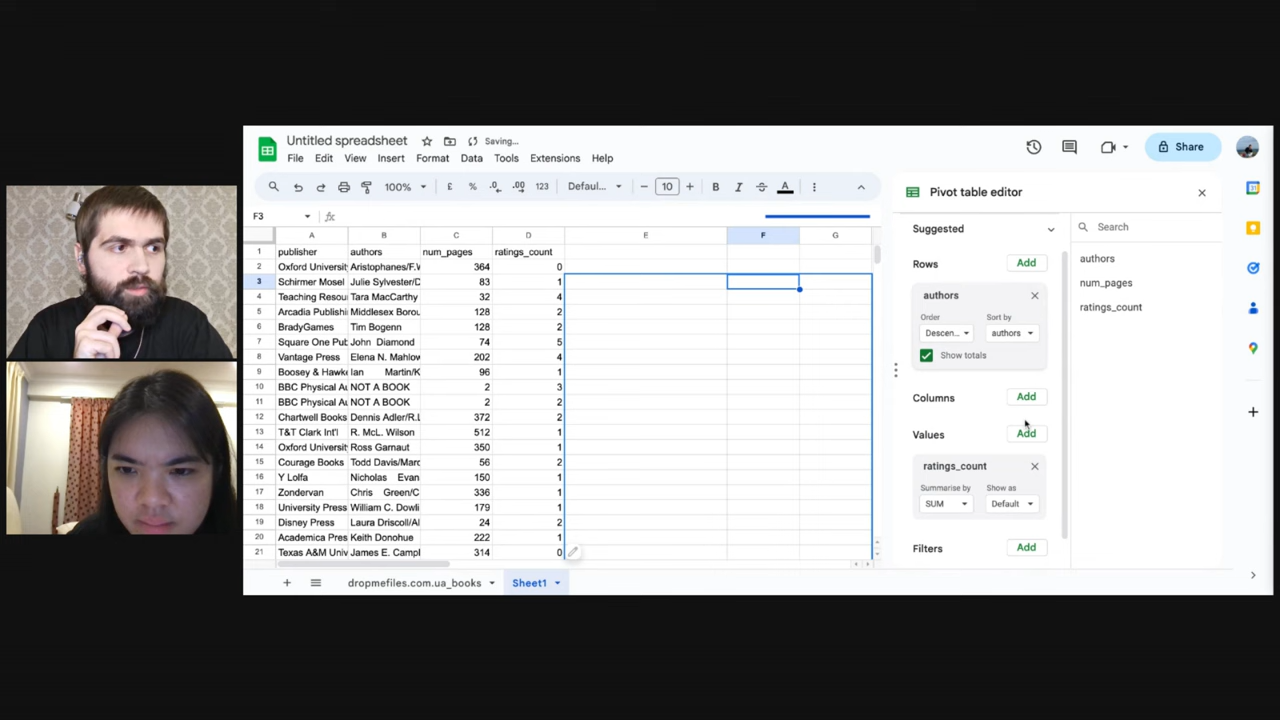 Untitled spreadsheet Saving...
File Edit View Insert Format Data Tools Extensions Help
Share
100% £ % .0 .00 123 Defaul... 10 B I S A
Pivot table editor
F3 fx
Suggested
Search
A B C D E F G
1 publisher authors num_pages ratings_count
2 Oxford University Aristophanes/F.W 364 0
3 Schirmer Mosel Julie Sylvester/D 83 1
4 Teaching Resou Tara MacCarthy 32 4
5 Arcadia Publishi Middlesex Borou 128 2
6 BradyGames Tim Bogenn 128 2
7 Square One Pub John Diamond 74 5
8 Vantage Press Elena N. Mahlow 202 4
9 Boosey & Hawke Ian Martin/K 96 1
10 BBC Physical Au NOT A BOOK 2 3
11 BBC Physical Au NOT A BOOK 2 2
12 Chartwell Books Dennis Adler/R.L 372 2
13 T&T Clark Int'l R. McL. Wilson 512 1
14 Oxford University Ross Garnaut 350 1
15 Courage Books Todd Davis/Marc 56 2
16 Y Lolfa Nicholas Evan 150 1
17 Zondervan Chris Green/C 336 1
18 University Press William C. Dowli 179 1
19 Disney Press Laura Driscoll/Al 24 2
20 Academica Pres Keith Donohue 222 1
21 Texas A&M Univ James E. Campl 314 0
Rows Add
authors
Order Sort by
Descen... authors
Show totals
Columns Add
Values Add
ratings_count
Summarise by Show as
SUM Default
Filters Add
authors
num_pages
ratings_count
dropmefiles.com.ua_books Sheet1